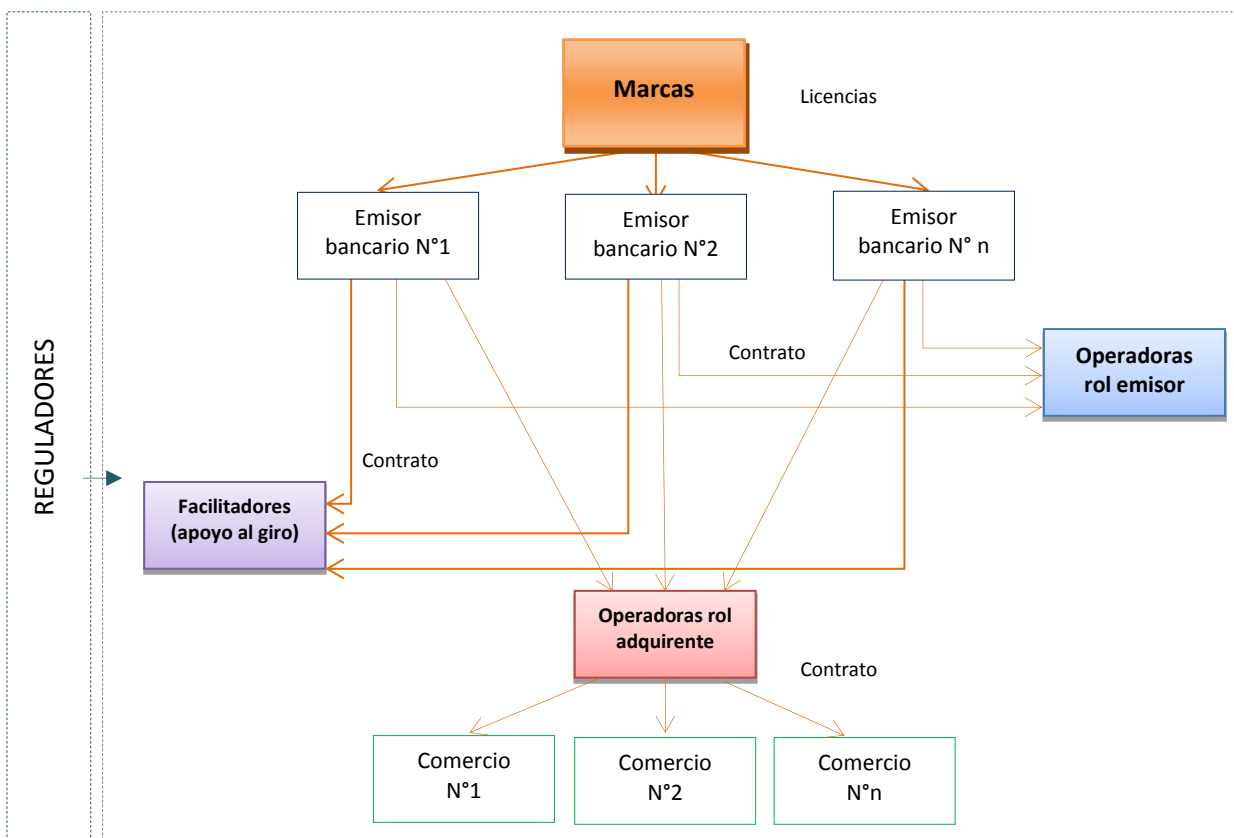 REGULADORES
Marcas
Licencias
Emisor
bancario N°1
Emisor
bancario N°2
Emisor
bancario N° n
Contrato
Operadoras
rol emisor
Contrato
Facilitadores
(apoyo al giro)
Operadoras rol
adquirente
Contrato
Comercio
N°1
Comercio
N°2
Comercio
N°n